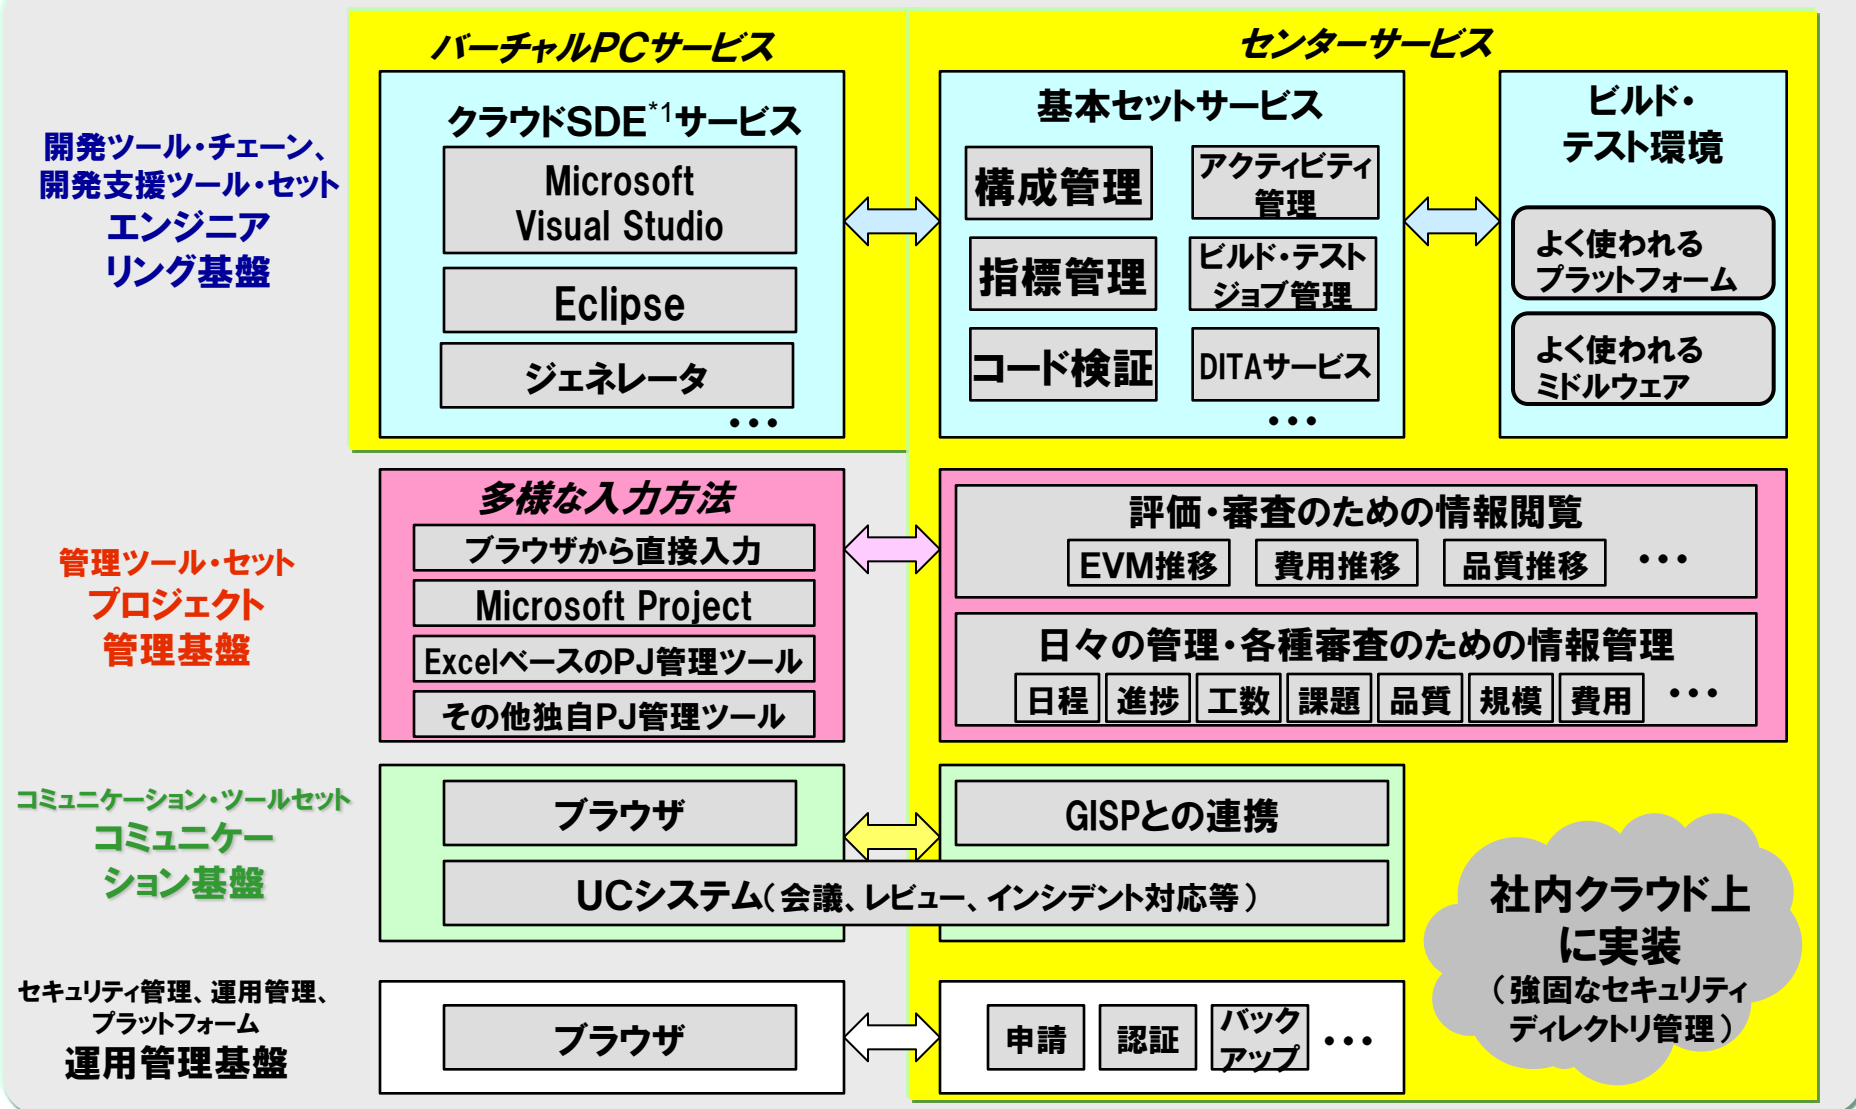 バーチャルPCサービス
センターサービス
開発ツール・チェーン、
開発支援ツール・セット
エンジニア
リング基盤
クラウドSDE*1サービス
Microsoft
Visual Studio
Eclipse
ジェネレータ
・・・
基本セットサービス
構成管理
アクティビティ
管理
指標管理
ビルド・テスト
ジョブ管理
コード検証
DITAサービス
・・・
ビルド・
テスト環境
よく使われる
プラットフォーム
よく使われる
ミドルウェア
管理ツール・セット
プロジェクト
管理基盤
多様な入力方法
ブラウザから直接入力
Microsoft Project
ExcelベースのPJ管理ツール
その他独自PJ管理ツール
評価・審査のための情報閲覧
EVM推移 費用推移 品質推移 ・・・
日々の管理・各種審査のための情報管理
日程 進捗 工数 課題 品質 規模 費用 ・・・
コミュニケーション・ツールセット
コミュニケー
ション基盤
ブラウザ
GISPとの連携
UCシステム（会議、レビュー、インシデント対応等）
社内クラウド上
に実装
（強固なセキュリティ
ディレクトリ管理）
セキュリティ管理、運用管理、
プラットフォーム
運用管理基盤
ブラウザ
申請 認証
バック
アップ
・・・